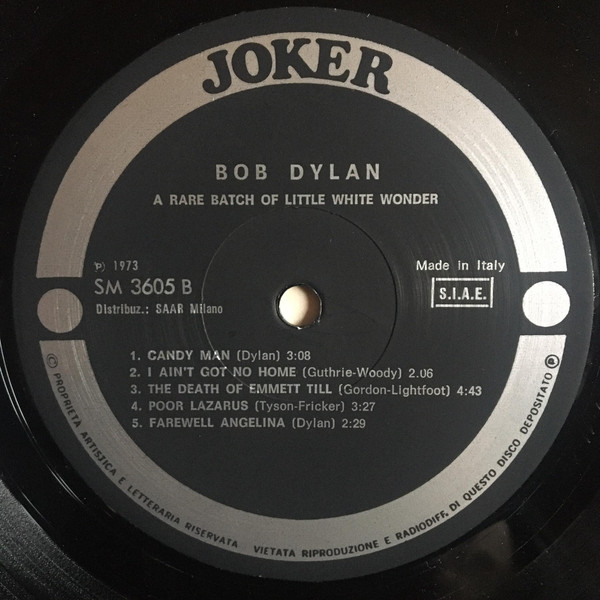 JOKER
BOB DYLAN
A RARE BATCH OF LITTLE WHITE WONDER
℗ 1973
SM 3605 B
Distribuz.: SAAR Milano
Made in Italy
S.I.A.E.
1. CANDY MAN (Dylan) 3:08
2. I AIN'T GOT NO HOME (Guthrie-Woody) 2.06
3. THE DEATH OF EMMETT TILL (Gordon-Lightfoot) 4:43
4. POOR LAZARUS (Tyson-Fricker) 3:27
5. FAREWELL ANGELINA (Dylan) 2:29
© PROPRIETA ARTISTICA E LETTERARIA RISERVATA VIETATA RIPRODUZIONE E RADIODIFF. DI QUESTO DISCO DEPOSITATO ℗